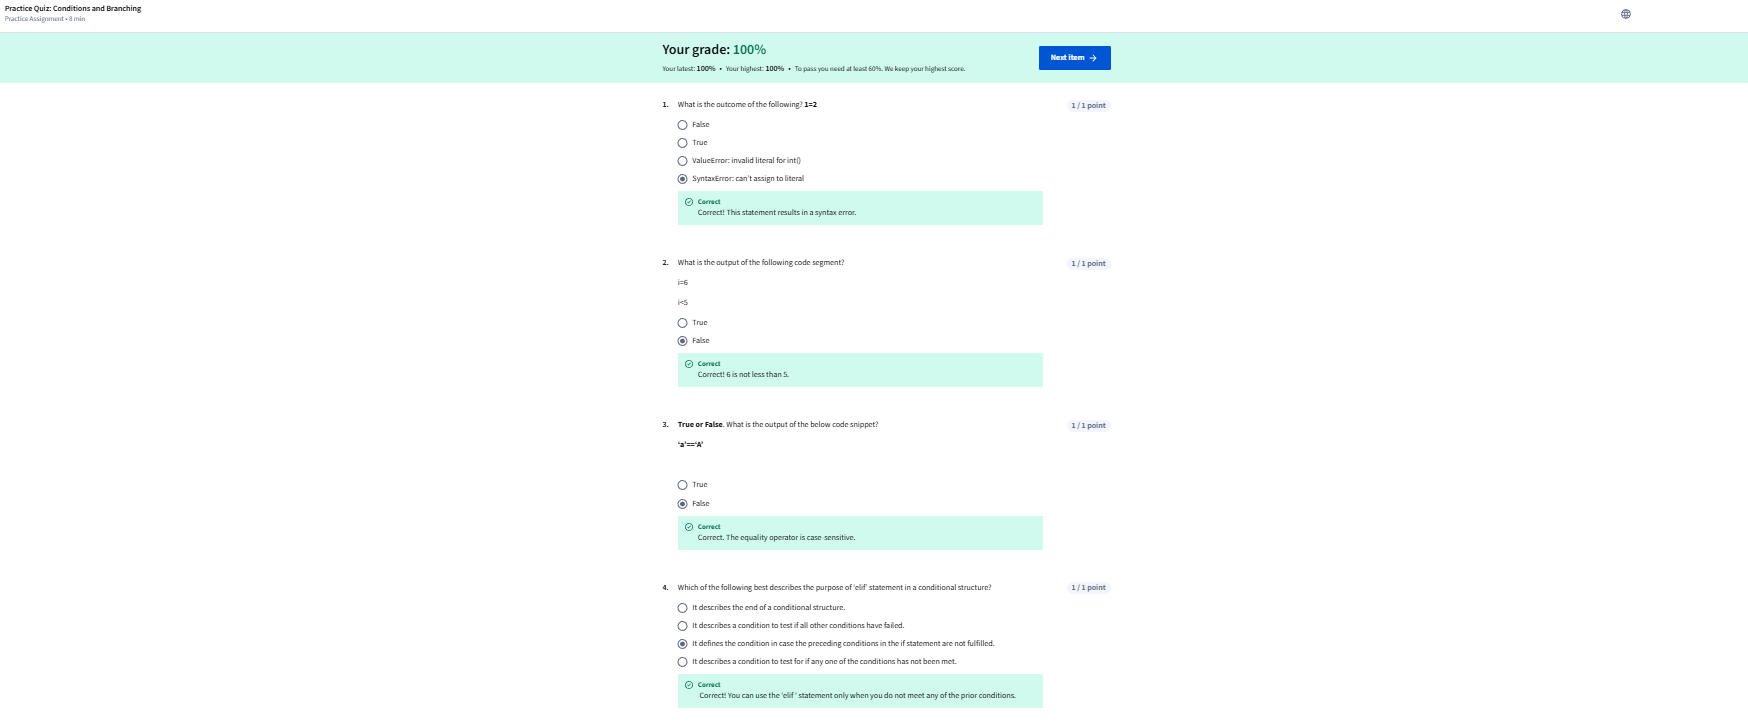 Practice Quiz: Conditions and Branching
Practice Assignment • 8 min
Your grade: 100%
Next item →
Your latest: 100% • Your highest: 100% • To pass you need at least 60%. We keep your highest score.
1. What is the outcome of the following? 1=2
1 / 1 point
False
True
ValueError: invalid literal for int()
SyntaxError: can't assign to literal
Correct
Correct! This statement results in a syntax error.
2. What is the output of the following code segment?
1 / 1 point
i=6
i<5
True
False
Correct
Correct! 6 is not less than 5.
3. True or False. What is the output of the below code snippet?
1 / 1 point
‘a’==‘A’
True
False
Correct
Correct. The equality operator is case-sensitive.
4. Which of the following best describes the purpose of ‘elif’ statement in a conditional structure?
1 / 1 point
It describes the end of a conditional structure.
It describes a condition to test if all other conditions have failed.
It defines the condition in case the preceding conditions in the if statement are not fulfilled.
It describes a condition to test for if any one of the conditions has not been met.
Correct
Correct! You can use the ‘elif ’ statement only when you do not meet any of the prior conditions.